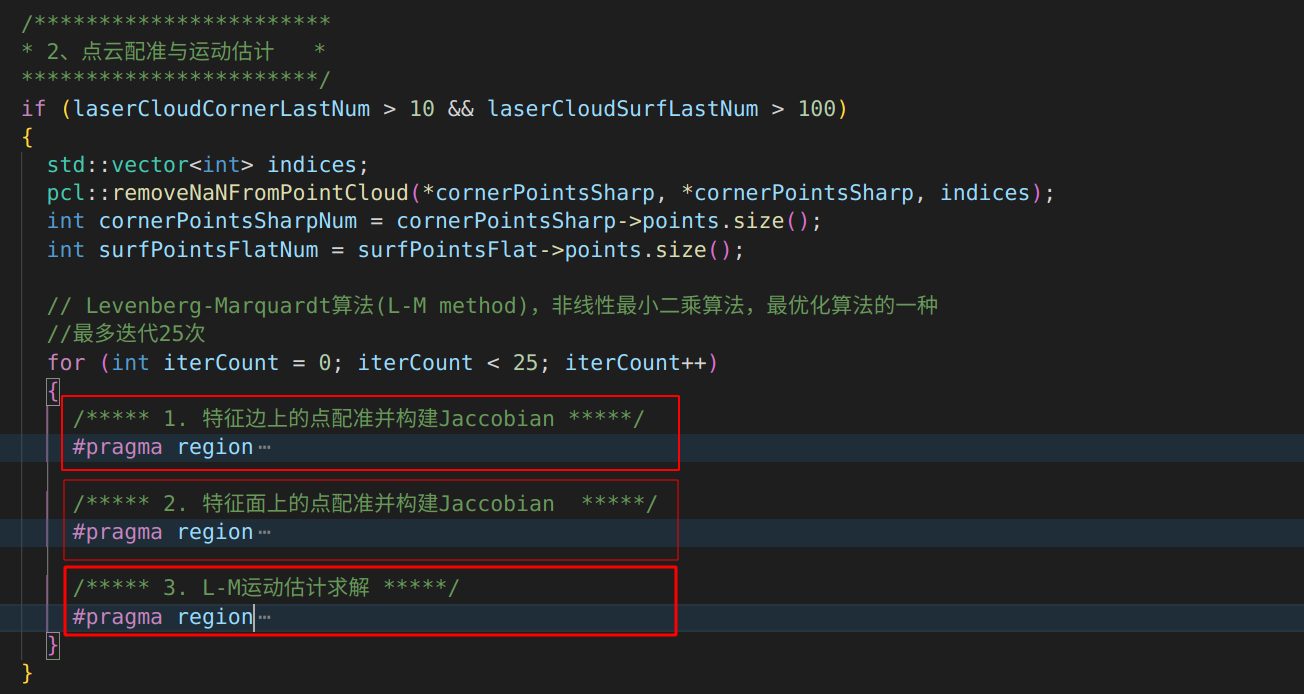 /***********************
* 2、点云配准与运动估计   *
***********************/
if (laserCloudCornerLastNum > 10 && laserCloudSurfLastNum > 100)
{
  std::vector<int> indices;
  pcl::removeNaNFromPointCloud(*cornerPointsSharp, *cornerPointsSharp, indices);
  int cornerPointsSharpNum = cornerPointsSharp->points.size();
  int surfPointsFlatNum = surfPointsFlat->points.size();
  // Levenberg-Marquardt算法(L-M method)，非线性最小二乘算法，最优化算法的一种
  //最多迭代25次
  for (int iterCount = 0; iterCount < 25; iterCount++)
  {
    /***** 1. 特征边上的点配准并构建Jaccobian *****/
    #pragma region⋯
    /***** 2. 特征面上的点配准并构建Jaccobian  *****/
    #pragma region⋯
    /***** 3. L-M运动估计求解 *****/
    #pragma region⋯
  }
}